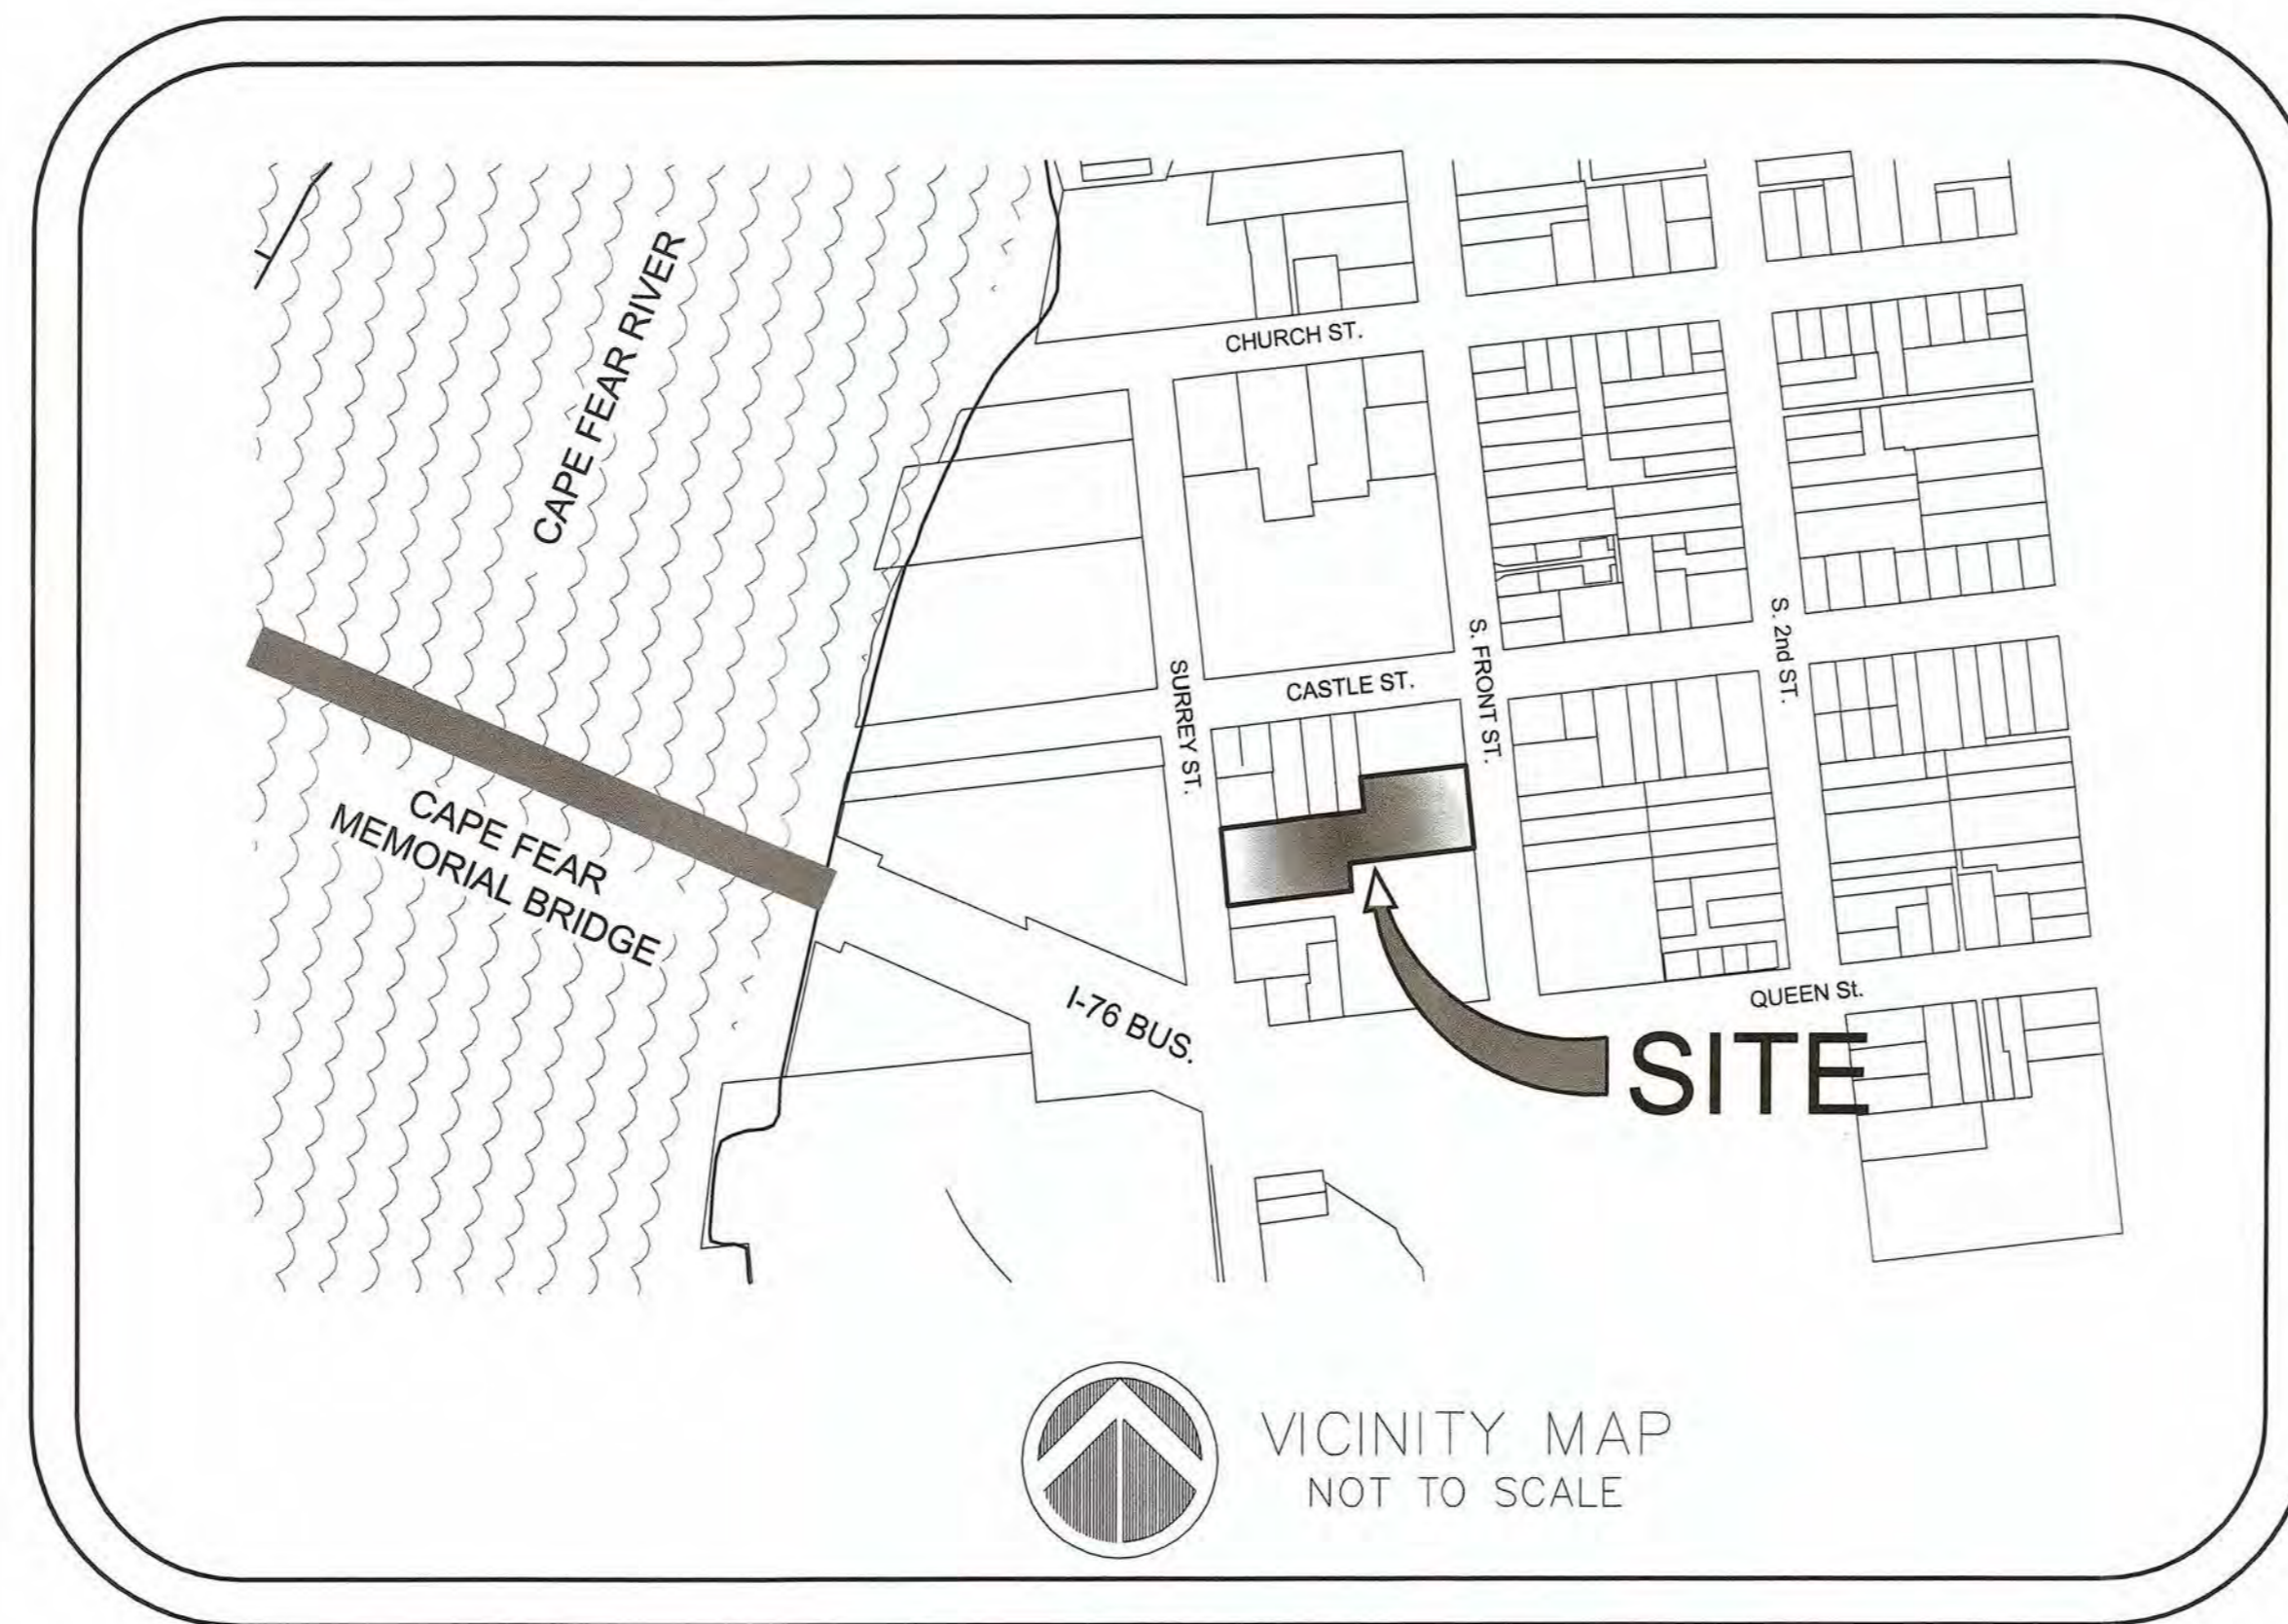 CAPE FEAR RIVER
CHURCH ST.
S. 2nd ST.
S. FRONT ST.
SURREY ST.
CASTLE ST.
CAPE FEAR
MEMORIAL BRIDGE
I-76 BUS.
QUEEN St.
SITE
VICINITY MAP
NOT TO SCALE